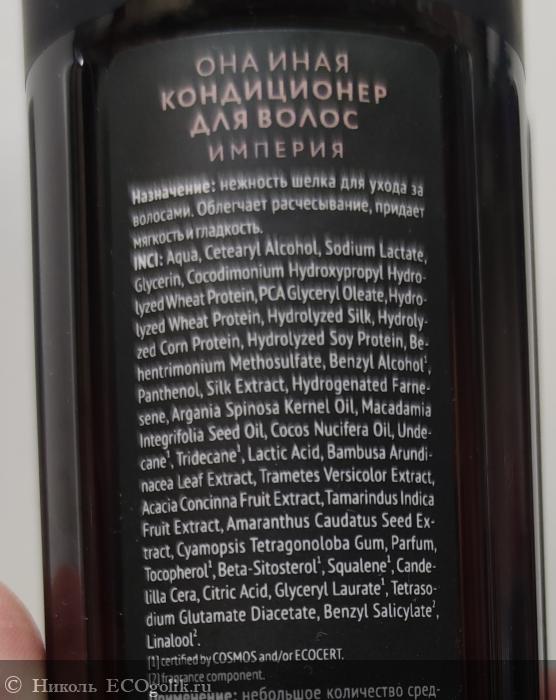 ОНА ИНАЯ
КОНДИЦИОНЕР
ДЛЯ ВОЛОС
ИМПЕРИЯ
Назначение: нежность шелка для ухода за
волосами. Облегчает расчесывание, придает
мягкость и гладкость.
INCI: Aqua, Cetearyl Alcohol, Sodium Lactate,
Glycerin, Cocodimonium Hydroxypropyl Hydro-
lyzed Wheat Protein, PCA Glyceryl Oleate, Hydro-
lyzed Wheat Protein, Hydrolyzed Silk, Hydroly-
zed Corn Protein, Hydrolyzed Soy Protein, Be-
hentrimonium Methosulfate, Benzyl Alcohol¹,
Panthenol, Silk Extract, Hydrogenated Farne-
sene, Argania Spinosa Kernel Oil, Macadamia
Integrifolia Seed Oil, Cocos Nucifera Oil, Unde-
cane¹, Tridecane¹, Lactic Acid, Bambusa Arundi-
nacea Leaf Extract, Trametes Versicolor Extract,
Acacia Concinna Fruit Extract, Tamarindus Indica
Fruit Extract, Amaranthus Caudatus Seed Ex-
tract, Cyamopsis Tetragonoloba Gum, Parfum,
Tocopherol¹, Beta-Sitosterol¹, Squalene¹, Cande-
lilla Cera, Citric Acid, Glyceryl Laurate¹, Tetraso-
dium Glutamate Diacetate, Benzyl Salicylate²,
Linalool².
[1] certified by COSMOS and/or ECOCERT.
[2] fragrance component.
Применение: небольшое количество сред-
Николь ECOgolik.ru